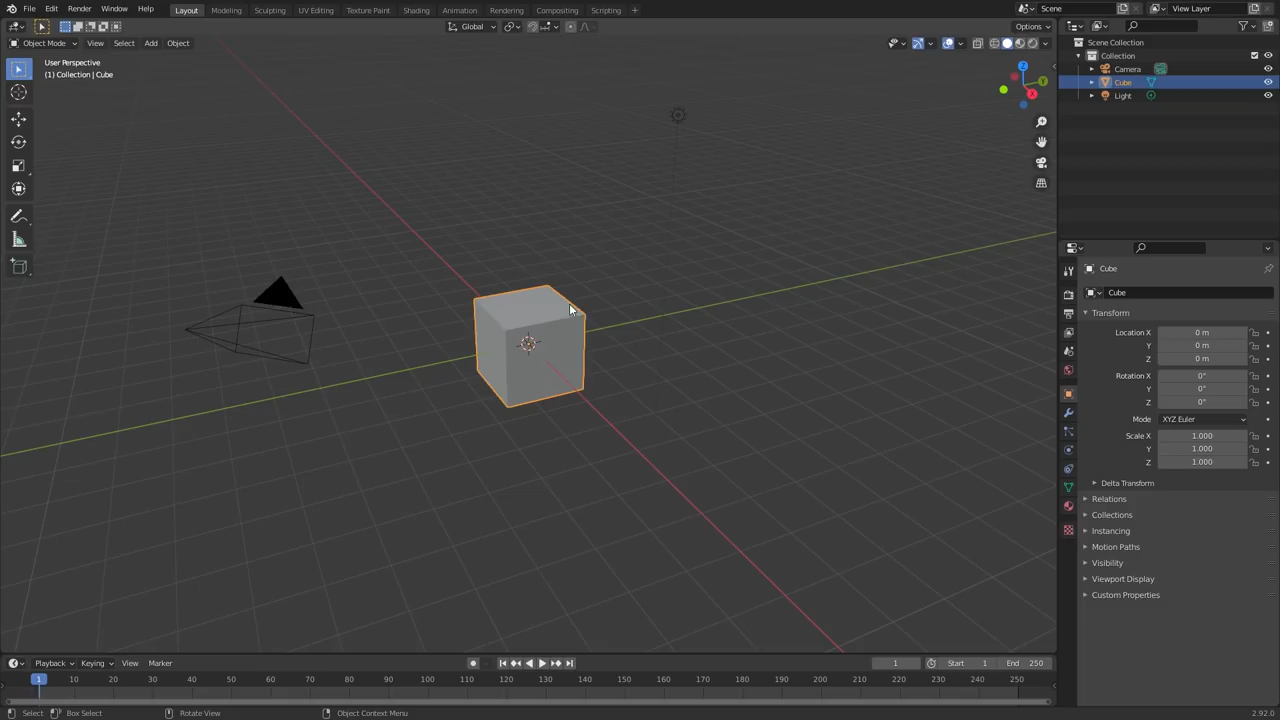 File Edit Render Window Help Layout Modeling Sculpting UV Editing Texture Paint Shading Animation Rendering Compositing Scripting + Scene View Layer
Global Options
Object Mode View Select Add Object
User Perspective
(1) Collection | Cube
Z
Y
X
Scene Collection
Collection
Camera
Cube
Light
Cube
Cube
Transform
Location X 0 m
Y 0 m
Z 0 m
Rotation X 0°
Y 0°
Z 0°
Mode XYZ Euler
Scale X 1.000
Y 1.000
Z 1.000
Delta Transform
Relations
Collections
Instancing
Motion Paths
Visibility
Viewport Display
Custom Properties
Playback Keying View Marker 1 Start 1 End 250
1 10 20 30 40 50 60 70 80 90 100 110 120 130 140 150 160 170 180 190 200 210 220 230 240 250
Select Box Select Rotate View Object Context Menu 2.92.0